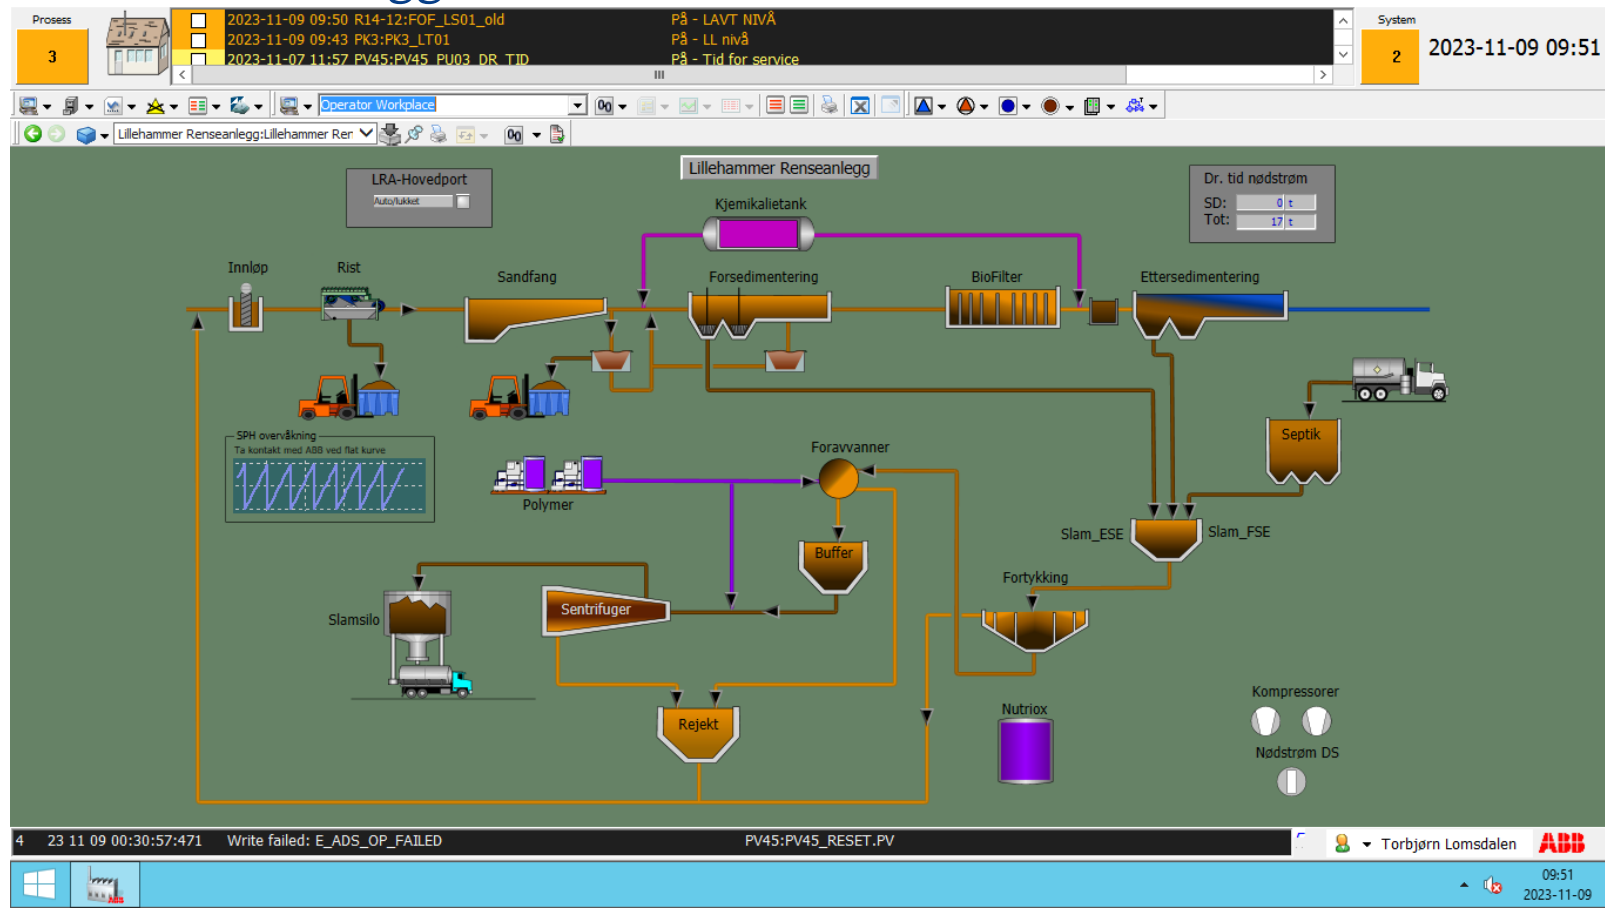 Prosess
3
2023-11-09 09:50 R14-12:FOF_LS01_old På - LAVT NIVÅ
2023-11-09 09:43 PK3:PK3_LT01 På - LL nivå
2023-11-07 11:57 PV45:PV45_PU03_DR_TID På - Tid for service
System
2
2023-11-09 09:51
Operator Workplace
Lillehammer Renseanlegg:Lillehammer Ren
Lillehammer Renseanlegg
LRA-Hovedport
Auto/lukket
Dr. tid nødstrøm
SD: 0 t
Tot: 17 t
Kjemikalietank
Innløp
Rist
Sandfang
Forsedimentering
BioFilter
Ettersedimentering
SPH overvåkning
Ta kontakt med ABB ved flat kurve
Septik
Foravvanner
Polymer
Slam_ESE
Slam_FSE
Buffer
Fortykking
Sentrifuger
Slamsilo
Rejekt
Nutriox
Kompressorer
Nødstrøm DS
4 23 11 09 00:30:57:471 Write failed: E_ADS_OP_FAILED PV45:PV45_RESET.PV
Torbjørn Lomsdalen
ABB
09:51
2023-11-09